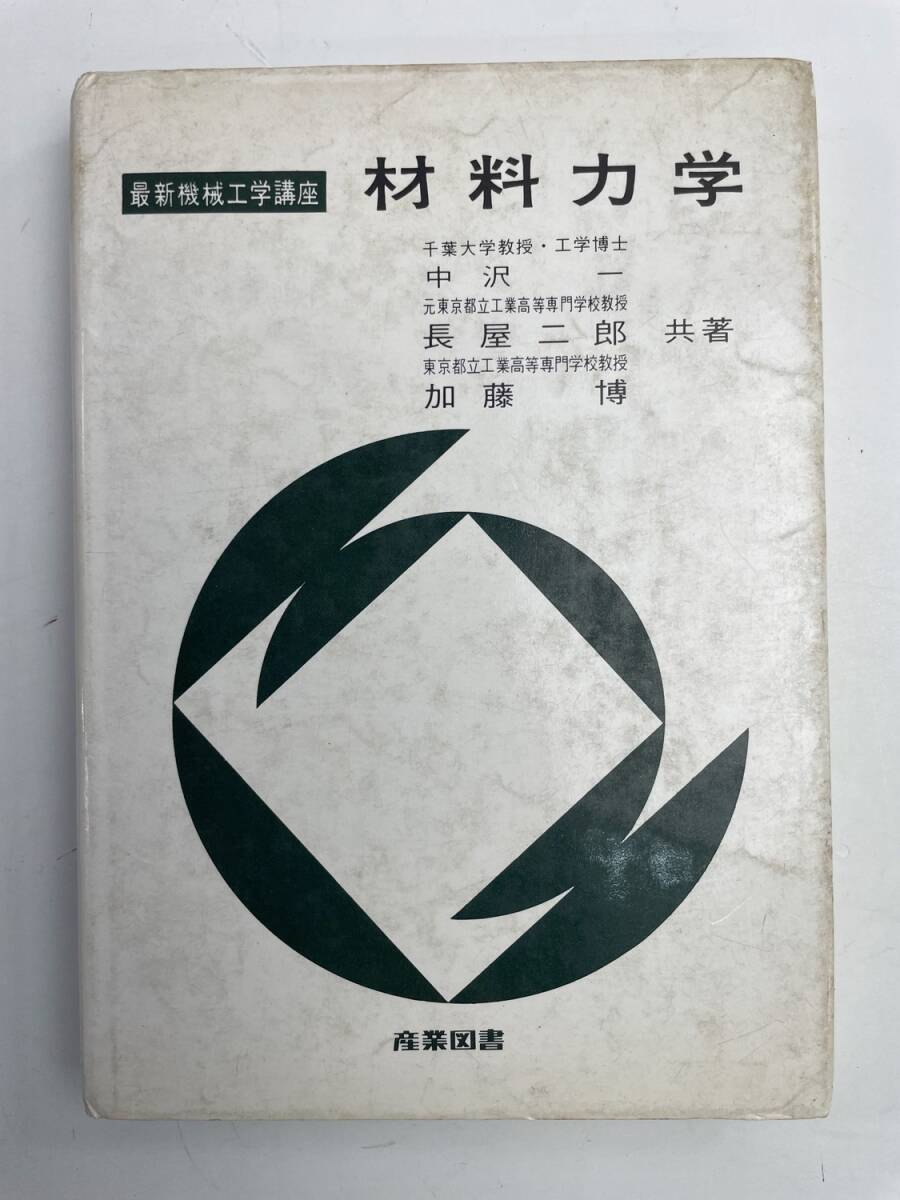 最新機械工学講座 材料力学
千葉大学教授・工学博士
中沢 一
元東京都立工業高等専門学校教授
長屋二郎 共著
東京都立工業高等専門学校教授
加藤 博
産業図書